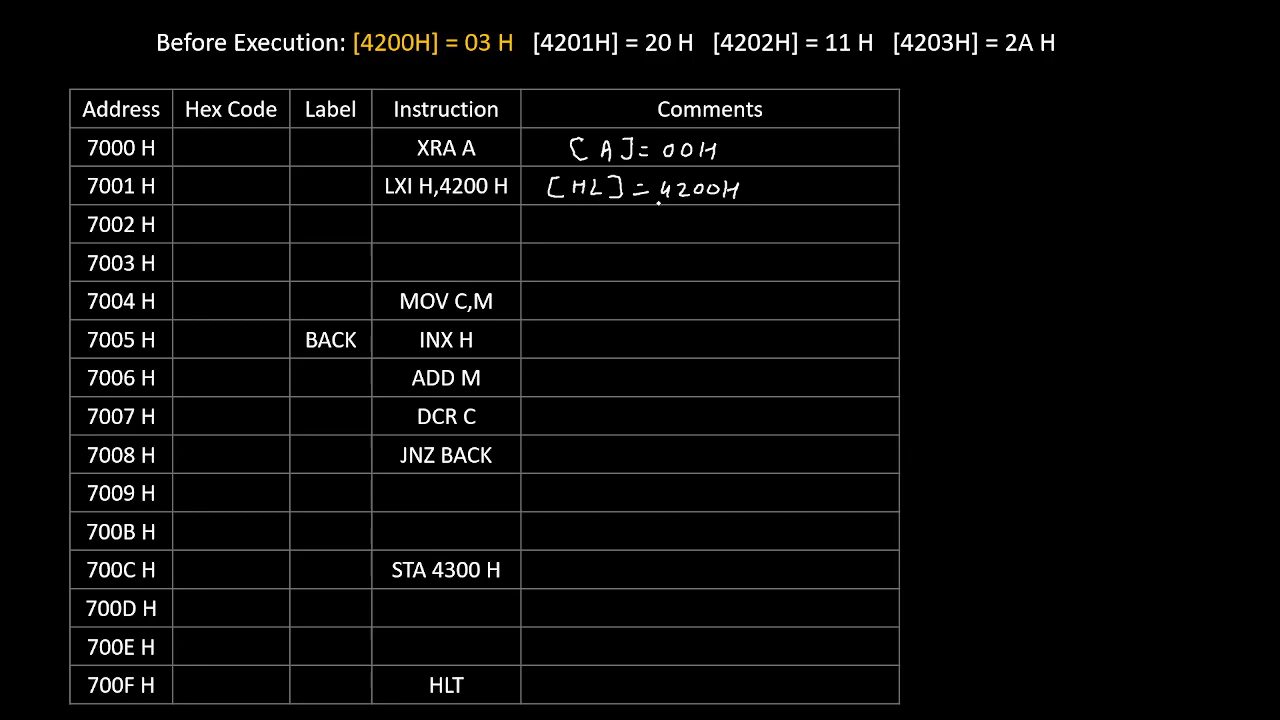 Before Execution: [4200H] = 03 H [4201H] = 20 H [4202H] = 11 H [4203H] = 2A H
Address Hex Code Label Instruction Comments
7000 H XRA A [A]= 00H
7001 H LXI H,4200 H [HL] = 4200H
7002 H
7003 H
7004 H MOV C,M
7005 H BACK INX H
7006 H ADD M
7007 H DCR C
7008 H JNZ BACK
7009 H
700B H
700C H STA 4300 H
700D H
700E H
700F H HLT